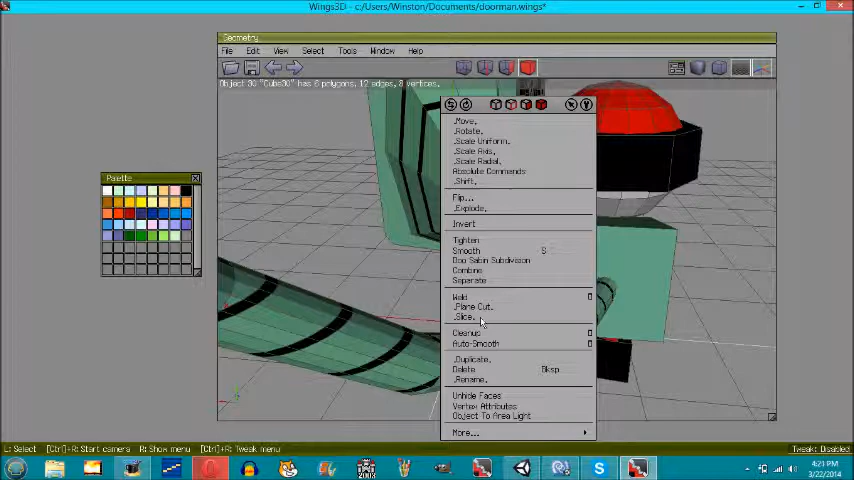 Wings3D - c:/Users/Winston/Documents/doorman.wings*
Geometry
File Edit View Select Tools Window Help
Object 30 "Cube30" has 6 polygons, 12 edges, 8 vertices.
Palette
.Move,
.Rotate,
.Scale Uniform.
.Scale Axis,
.Scale Radial,
Absolute Commands
.Shift,
Flip...
.Explode,
Invert
Tighten
Smooth S
Doo Sabin Subdivision
Combine
Separate
Weld
.Plane Cut.
.Slice.
Cleanup
Auto-Smooth
.Duplicate.
Delete Bksp
.Rename.
Unhide Faces
Vertex Attributes
Object To Area Light
More...
L: Select [Ctrl]+R: Start camera R: Show menu [Ctrl]+R: Tweak menu Tweak: Disabled
2003
4:21 PM
3/22/2014